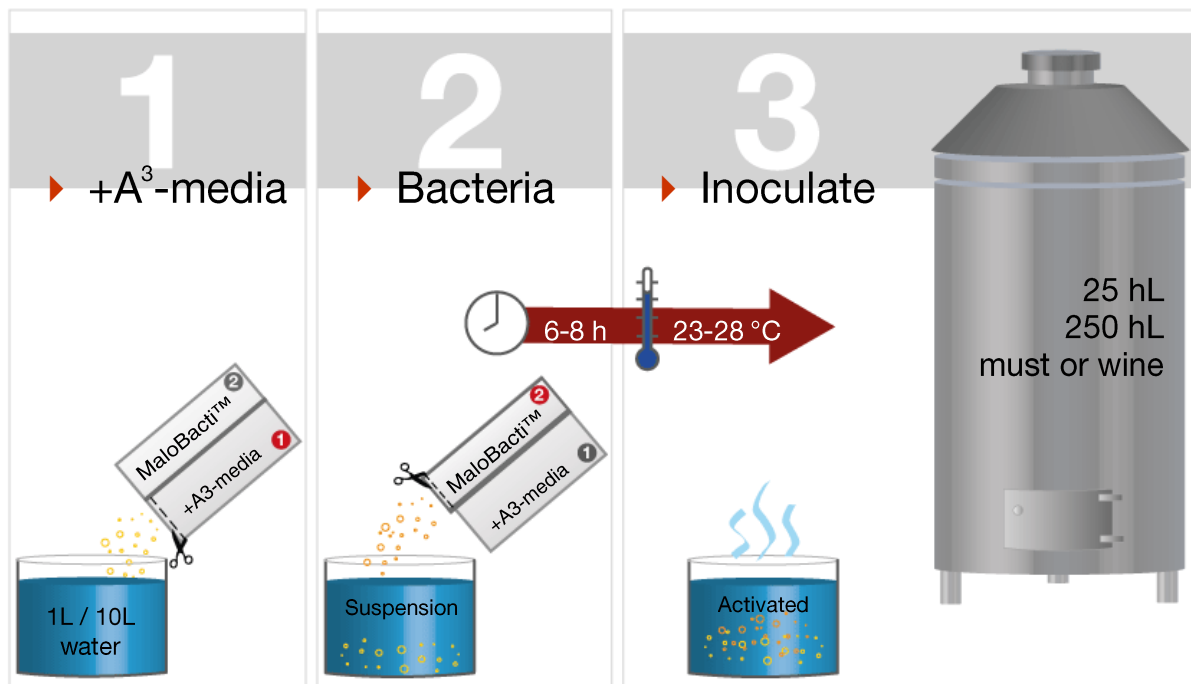 1
+A³-media
MaloBacti™
2
+A3-media
1
1L / 10L
water
2
Bacteria
6-8 h
MaloBacti™
2
+A3-media
1
Suspension
3
Inoculate
23-28 °C
Activated
25 hL
250 hL
must or wine